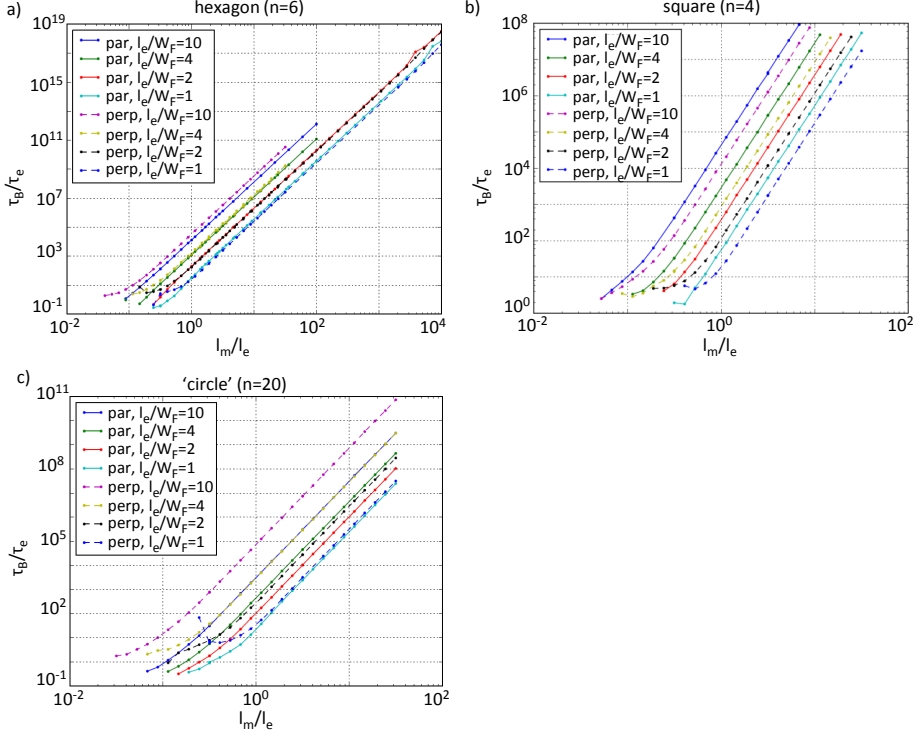 a)
hexagon (n=6)
10^19
10^15
10^11
10^7
10^3
10^-1
τ_B/τ_e
par, l_e/W_F=10
par, l_e/W_F=4
par, l_e/W_F=2
par, l_e/W_F=1
perp, l_e/W_F=10
perp, l_e/W_F=4
perp, l_e/W_F=2
perp, l_e/W_F=1
10^-2
10^0
10^2
10^4
l_m/l_e
b)
square (n=4)
10^8
10^6
10^4
10^2
10^0
τ_B/τ_e
par, l_e/W_F=10
par, l_e/W_F=4
par, l_e/W_F=2
par, l_e/W_F=1
perp, l_e/W_F=10
perp, l_e/W_F=4
perp, l_e/W_F=2
perp, l_e/W_F=1
10^-2
10^-1
10^0
10^1
10^2
l_m/l_e
c)
'circle' (n=20)
10^11
10^8
10^5
10^2
10^-1
τ_B/τ_e
par, l_e/W_F=10
par, l_e/W_F=4
par, l_e/W_F=2
par, l_e/W_F=1
perp, l_e/W_F=10
perp, l_e/W_F=4
perp, l_e/W_F=2
perp, l_e/W_F=1
10^-2
10^0
10^2
l_m/l_e